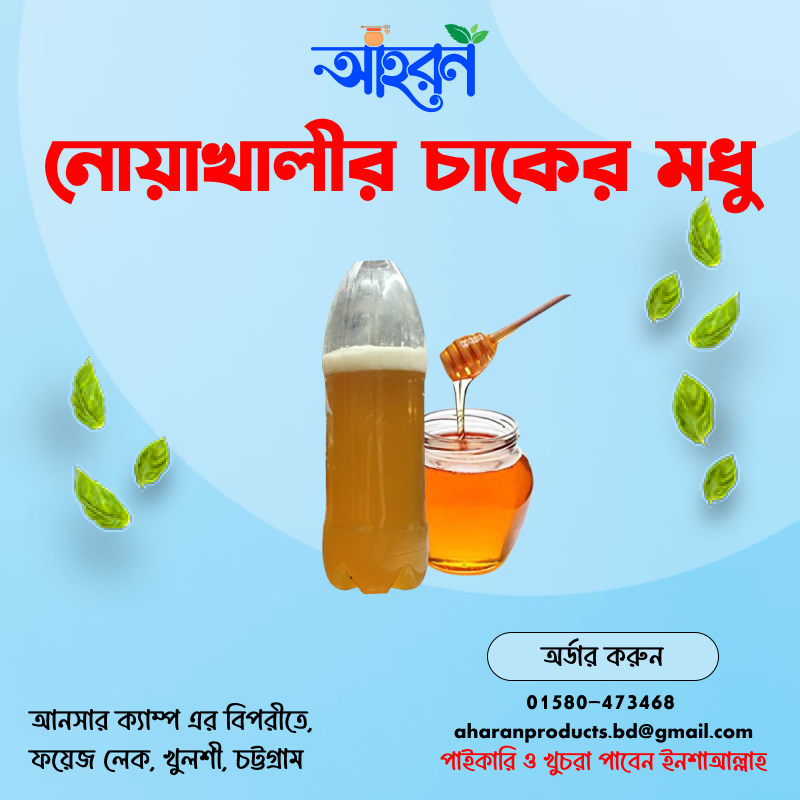 আহরন
নোয়াখালীর চাকের মধু
অর্ডার করুন
01580-473468
aharanproducts.bd@gmail.com
পাইকারি ও খুচরা পাবেন ইনশাআল্লাহ
আনসার ক্যাম্প এর বিপরীতে,
ফয়েজ লেক, খুলশী, চট্টগ্রাম